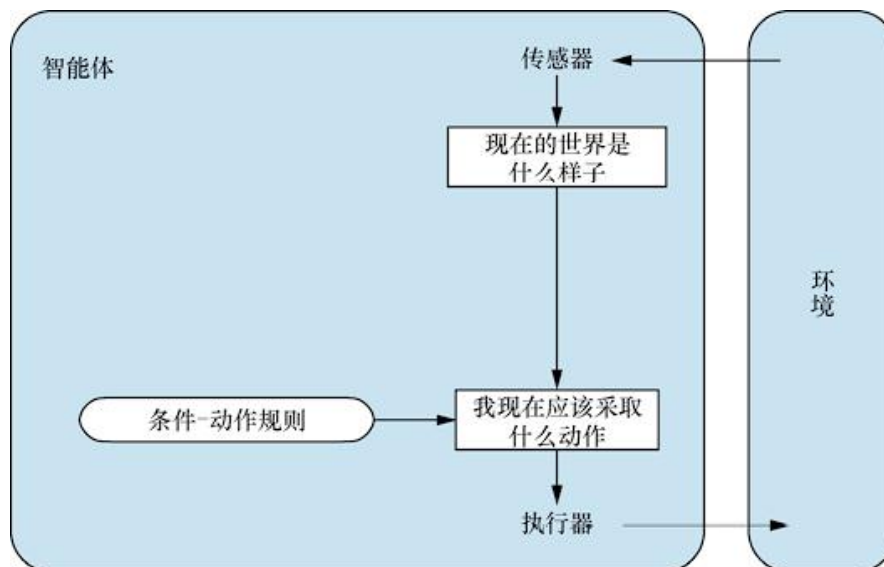 智能体
传感器
现在的世界是
什么样子
环
境
条件-动作规则
我现在应该采取
什么动作
执行器